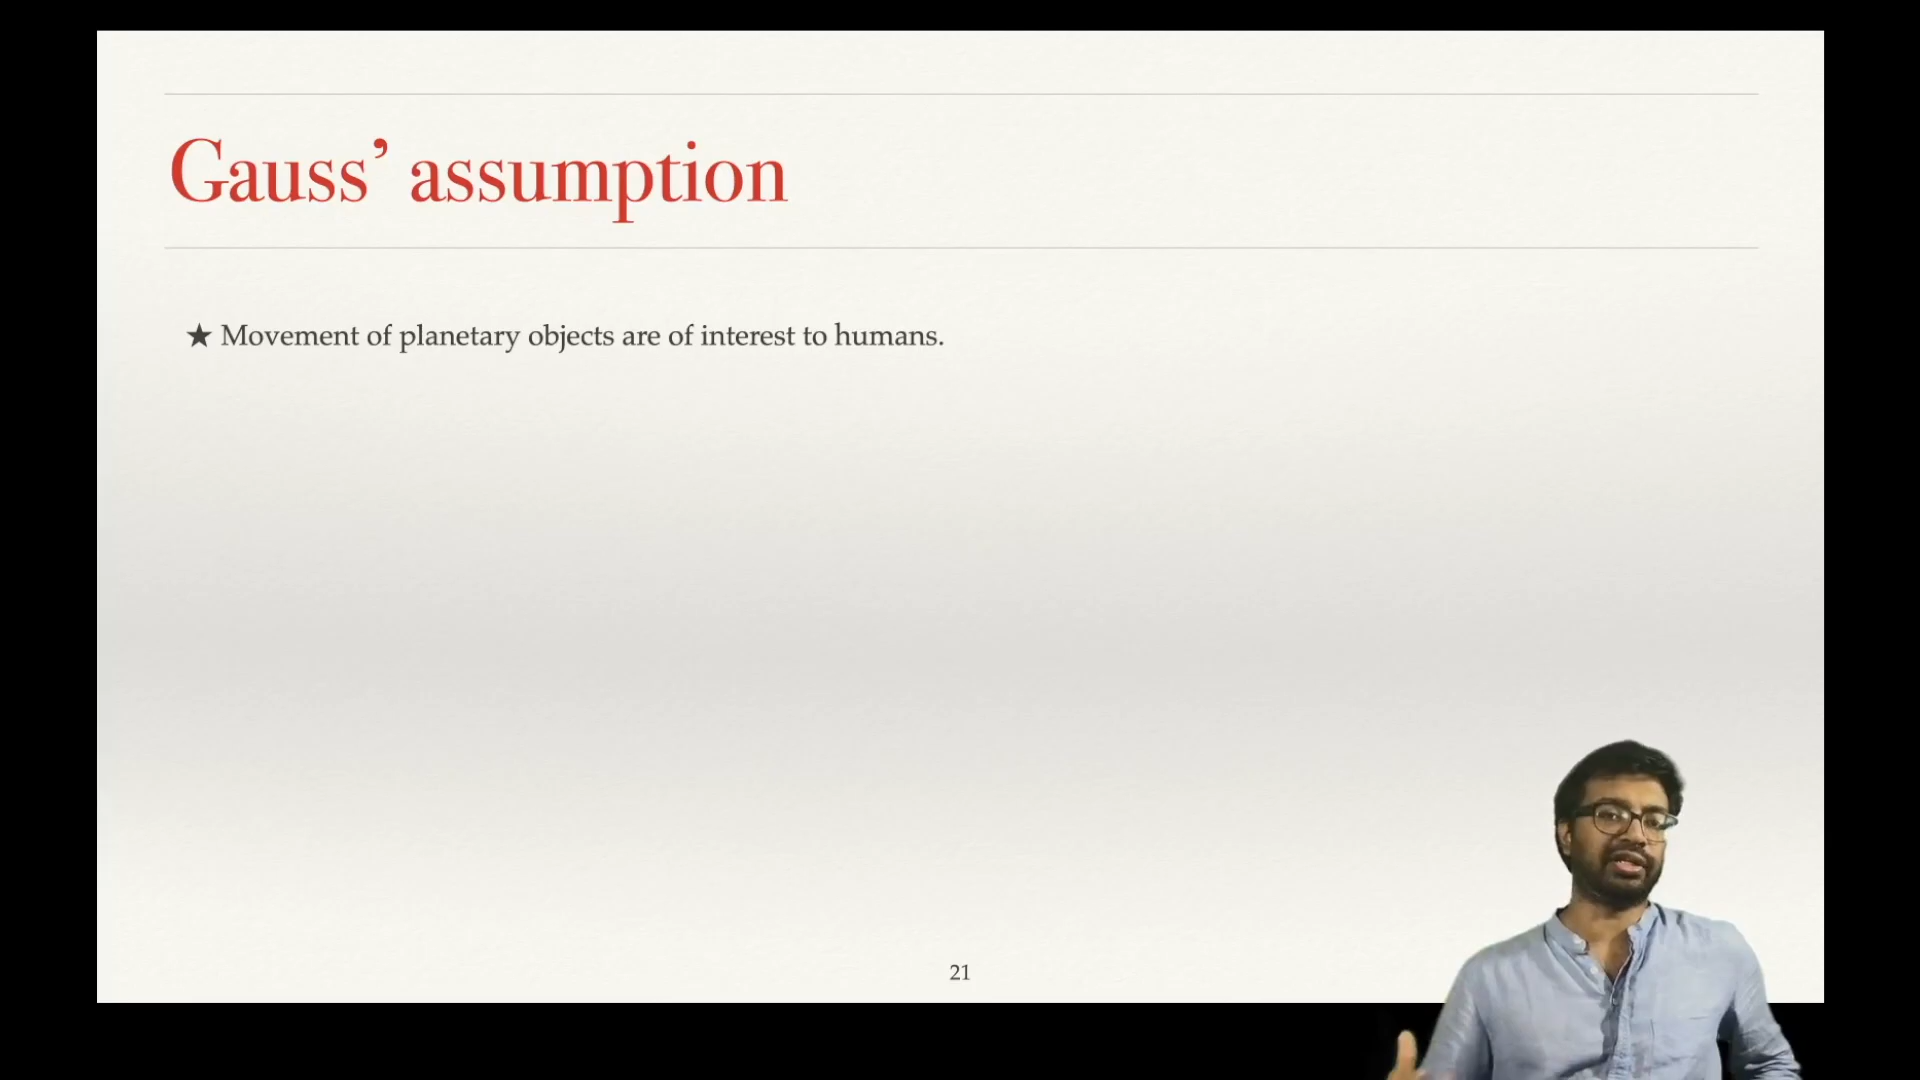 Gauss’ assumption
★ Movement of planetary objects are of interest to humans.
21